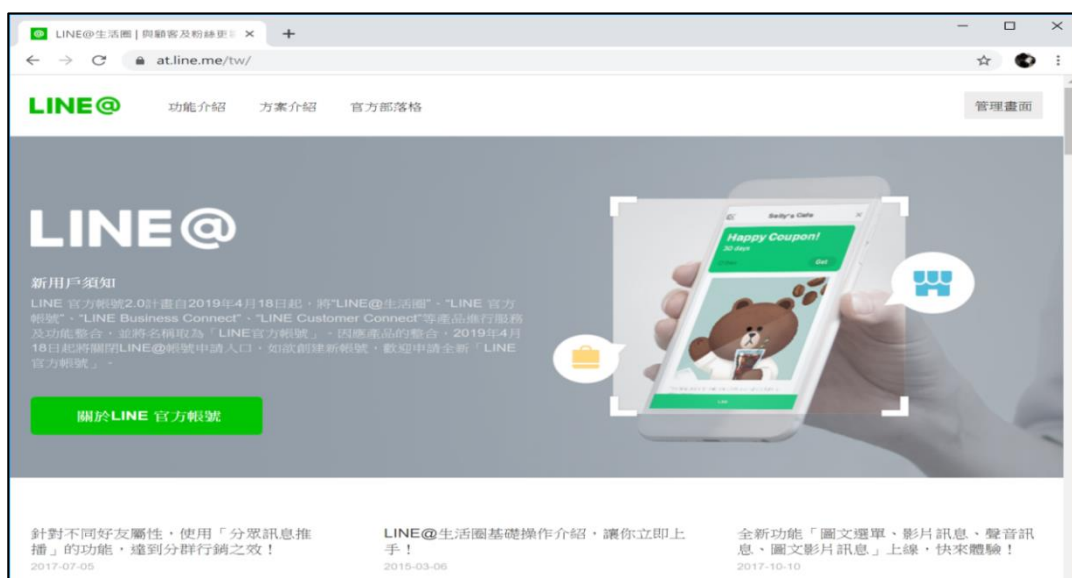 LINE@生活圈 | 與顧客及粉絲更
at.line.me/tw/
LINE@
功能介紹
方案介紹
官方部落格
管理畫面
LINE@
新用戶須知
LINE 官方帳號2.0計畫自2019年4月18日起，將"LINE@生活圈"、"LINE 官方
帳號"、"LINE Business Connect"、"LINE Customer Connect"等產品進行服務
及功能整合，並將名稱取為「LINE官方帳號」。因應產品的整合，2019年4月
18日起將關閉LINE@帳號申請入口，如欲創建新帳號，歡迎申請全新「LINE
官方帳號」。
關於LINE 官方帳號
Sally's Cafe
Happy Coupon!
30 days
Get
針對不同好友屬性，使用「分眾訊息推
播」的功能，達到分群行銷之效！
2017-07-05
LINE@生活圈基礎操作介紹，讓你立即上
手！
2015-03-06
全新功能「圖文選單、影片訊息、聲音訊
息、圖文影片訊息」上線，快來體驗！
2017-10-10